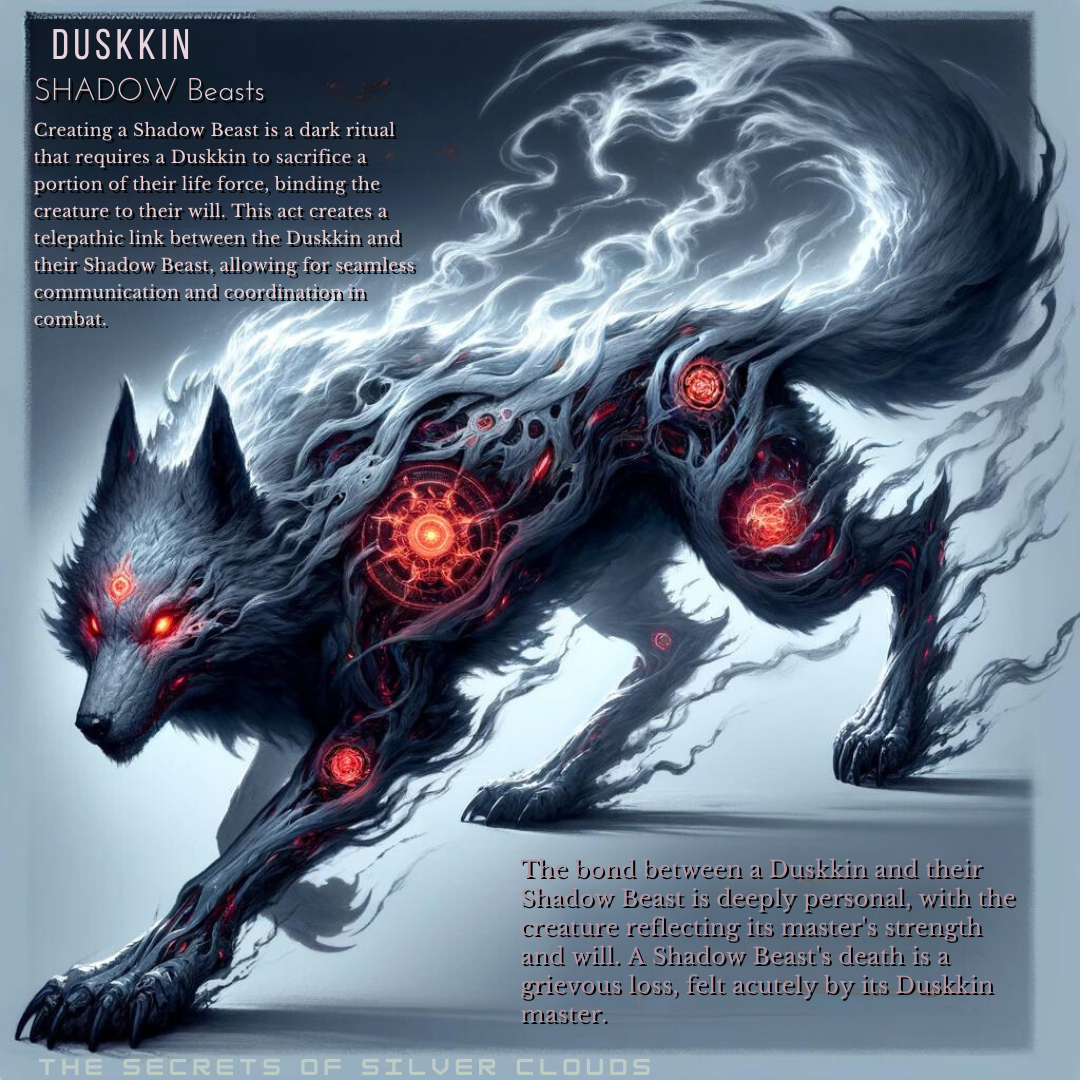 DUSKKIN
SHADOW Beasts
Creating a Shadow Beast is a dark ritual
that requires a Duskkin to sacrifice a
portion of their life force, binding the
creature to their will. This act creates a
telepathic link between the Duskkin and
their Shadow Beast, allowing for seamless
communication and coordination in
combat.
The bond between a Duskkin and their
Shadow Beast is deeply personal, with the
creature reflecting its master's strength
and will. A Shadow Beast's death is a
grievous loss, felt acutely by its Duskkin
master.
THE SECRETS OF SILVER CLOUDS